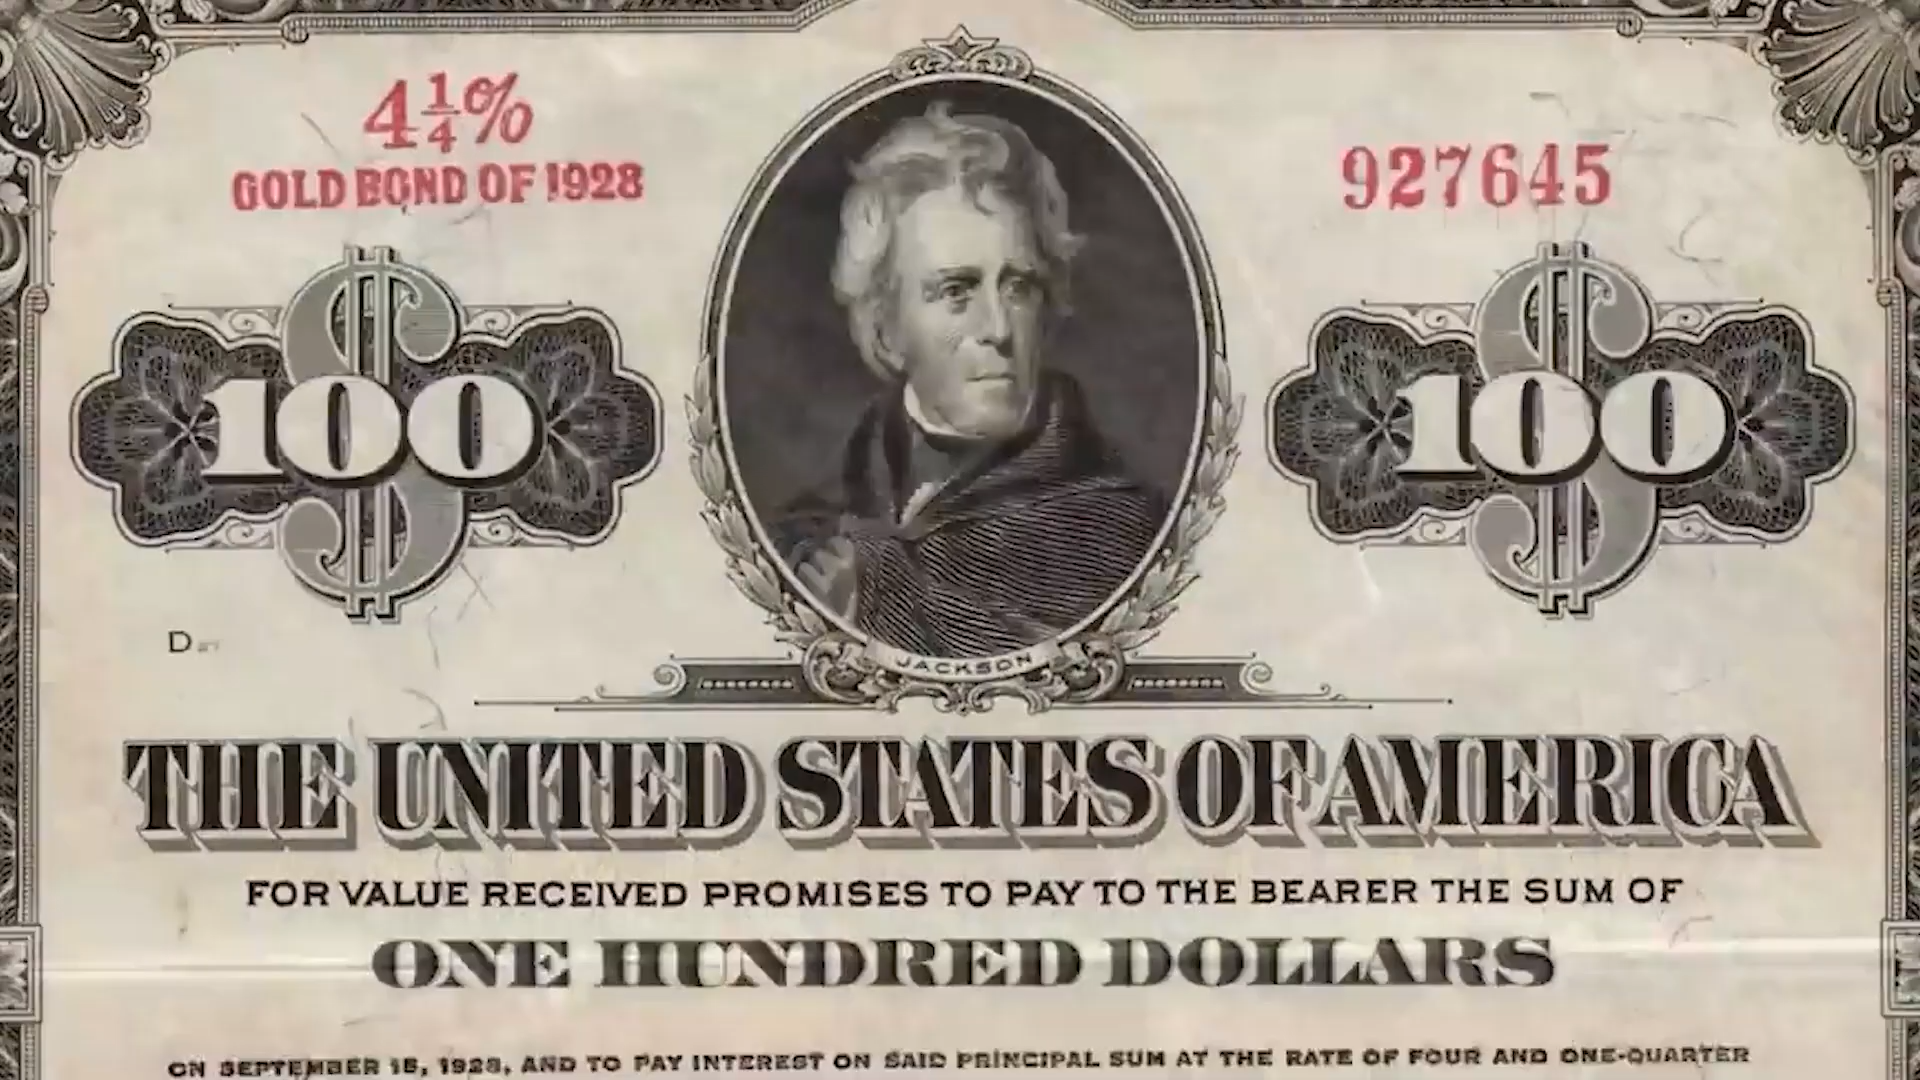 4¼%
GOLD BOND OF 1928
927645
$100
$100
D
JACKSON
THE UNITED STATES OF AMERICA
FOR VALUE RECEIVED PROMISES TO PAY TO THE BEARER THE SUM OF
ONE HUNDRED DOLLARS
ON SEPTEMBER 15, 1928, AND TO PAY INTEREST ON SAID PRINCIPAL SUM AT THE RATE OF FOUR AND ONE-QUARTER